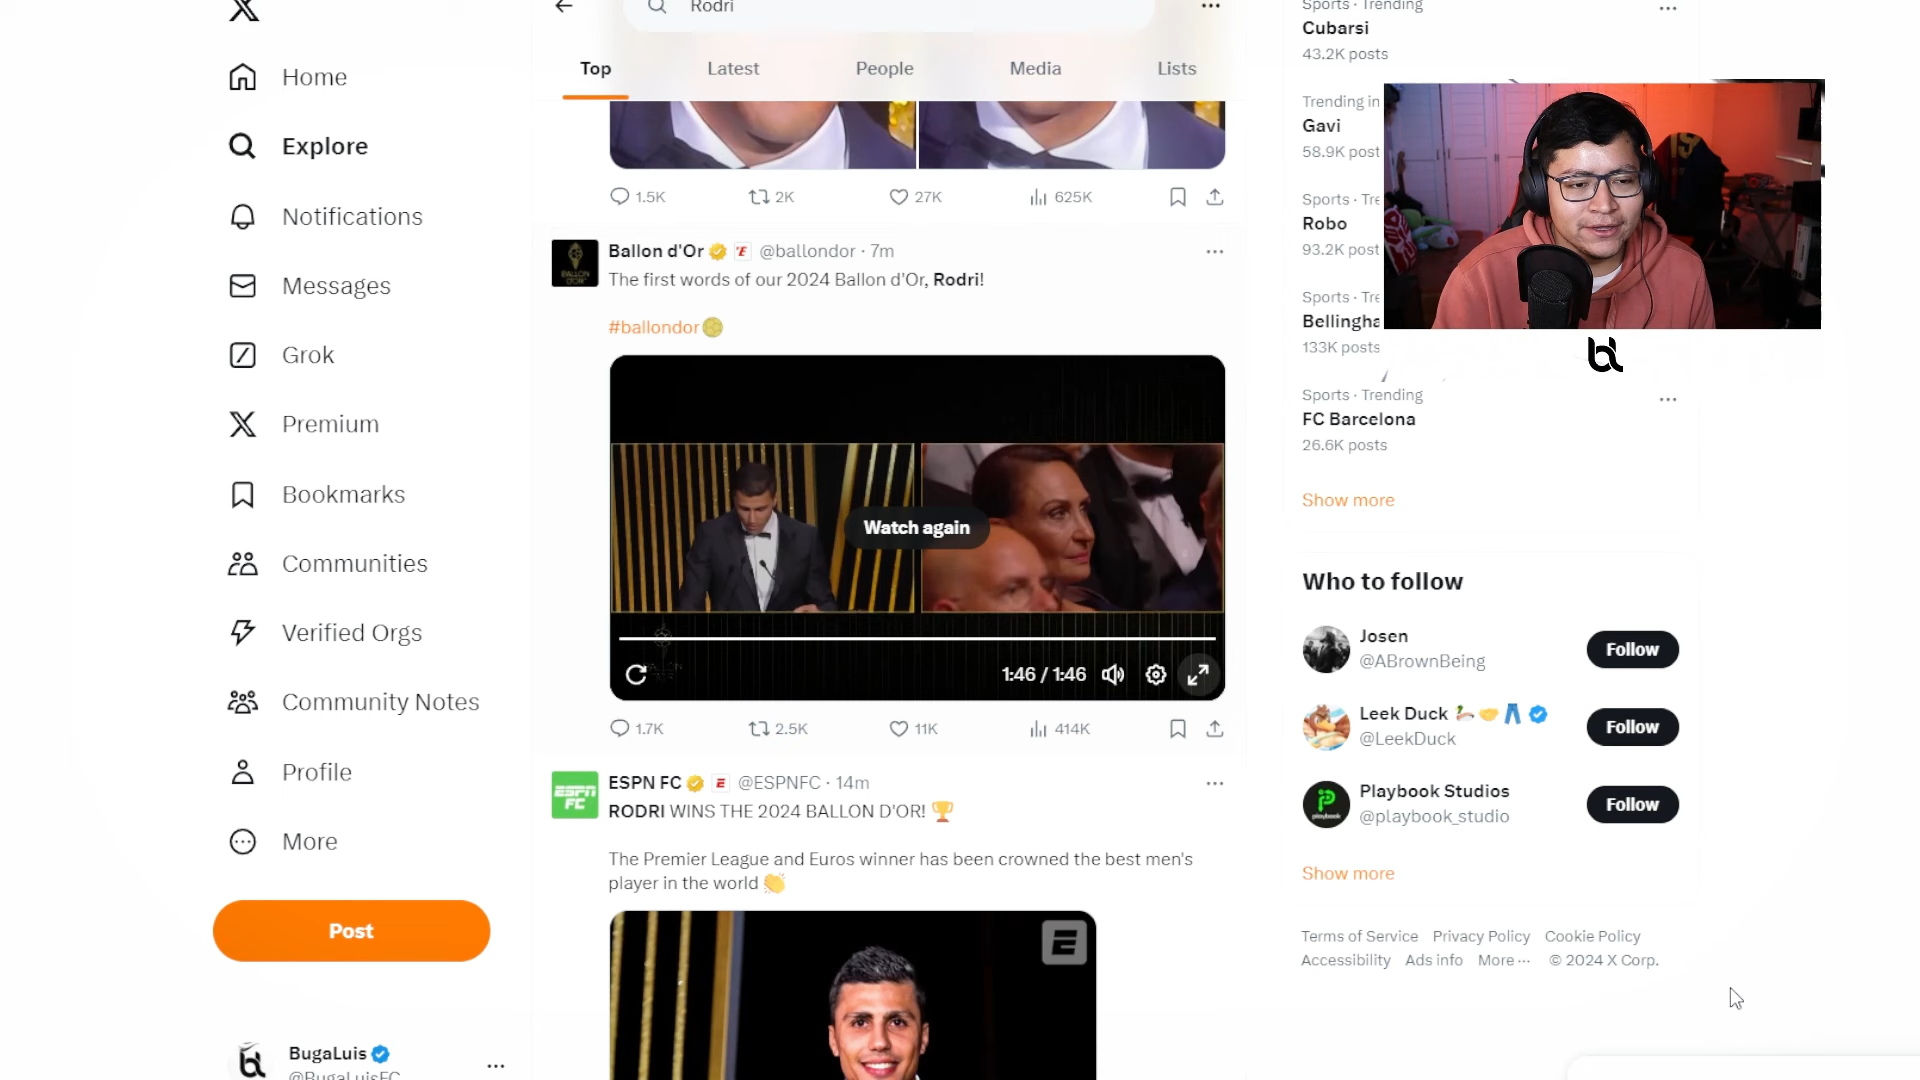 Home
Explore
Notifications
Messages
Grok
Premium
Bookmarks
Communities
Verified Orgs
Community Notes
Profile
More
Post
BugaLuis
@BugaLuisFC
Rodri
Top Latest People Media Lists
1.5K 2K 27K 625K
Ballon d'Or @ballondor · 7m
The first words of our 2024 Ballon d'Or, Rodri!
#ballondor
Watch again
1:46 / 1:46
1.7K 2.5K 11K 414K
ESPN FC @ESPNFC · 14m
RODRI WINS THE 2024 BALLON D'OR! 🏆
The Premier League and Euros winner has been crowned the best men's
player in the world 👏
Sports · Trending
Cubarsi
43.2K posts
Trending in
Gavi
58.9K post
Sports · Tre
Robo
93.2K post
Sports · Tre
Bellingha
133K posts
Sports · Trending
FC Barcelona
26.6K posts
Show more
Who to follow
Josen
@ABrownBeing
Follow
Leek Duck
@LeekDuck
Follow
Playbook Studios
@playbook_studio
Follow
Show more
Terms of Service Privacy Policy Cookie Policy
Accessibility Ads info More ··· © 2024 X Corp.